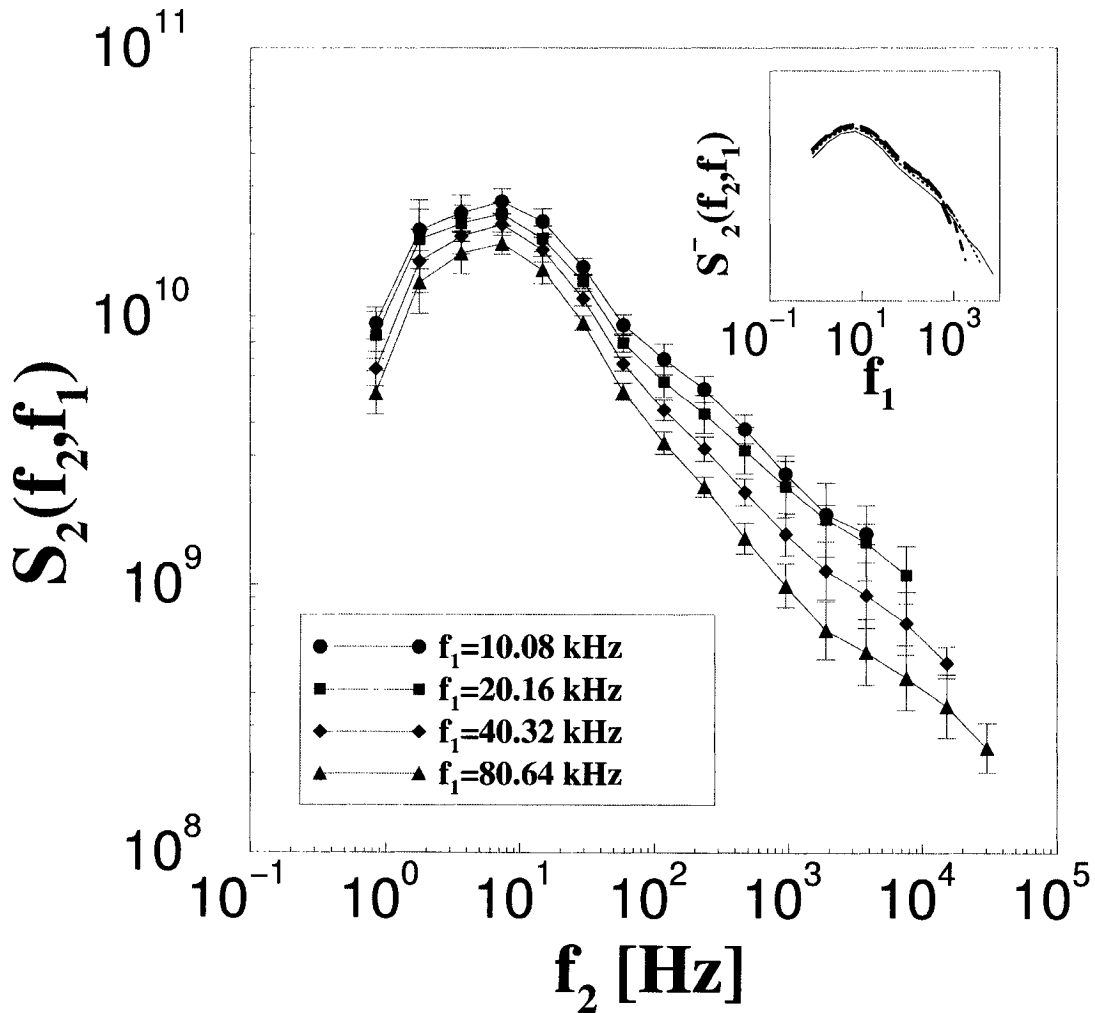 10^11
10^10
10^9
10^8
S_2(f_2,f_1)
10^-1 10^0 10^1 10^2 10^3 10^4 10^5
f_2 [Hz]
f_1=10.08 kHz
f_1=20.16 kHz
f_1=40.32 kHz
f_1=80.64 kHz
S^-_2(f_2,f_1)
10^-1 10^1 10^3
f_1